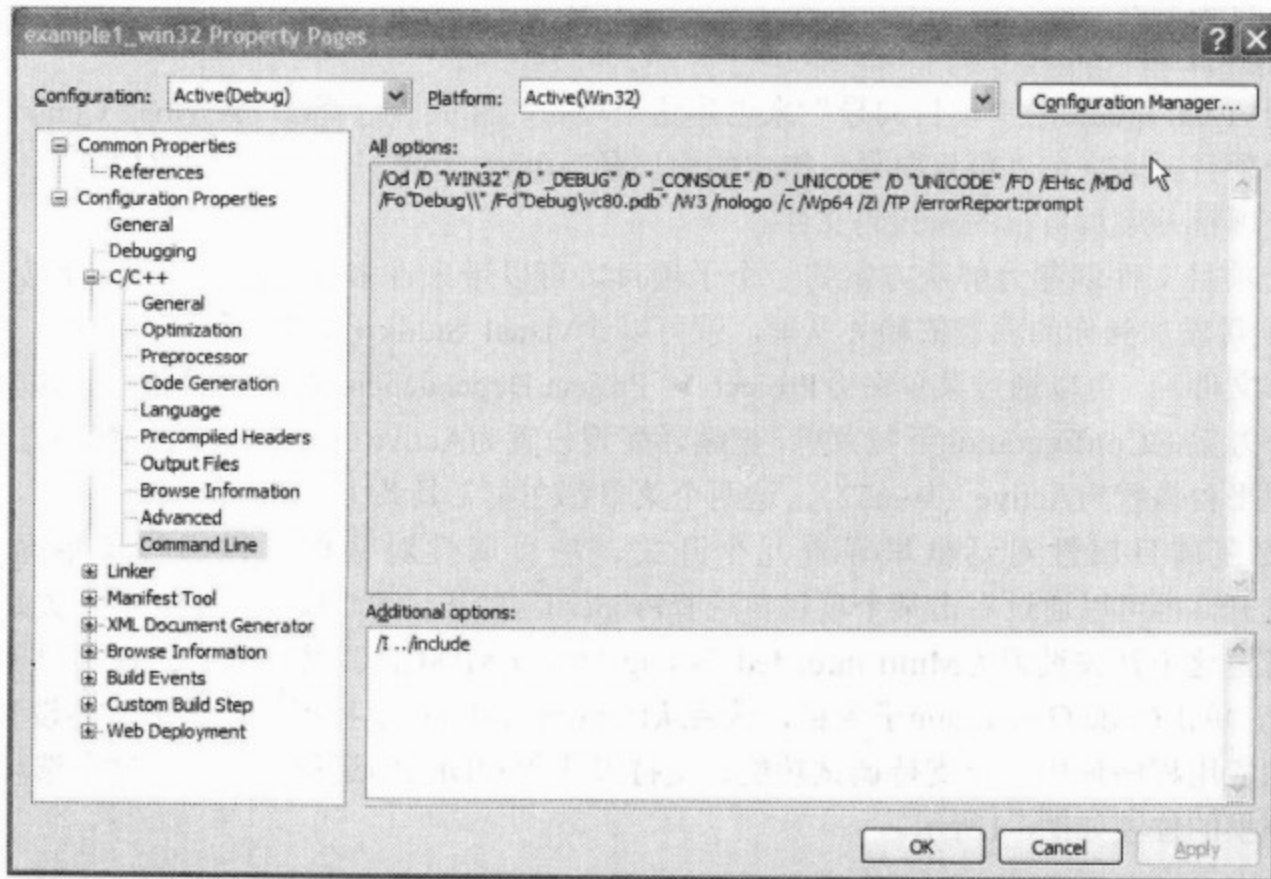 example1_win32 Property Pages
Configuration: Active(Debug) Platform: Active(Win32) Configuration Manager...
Common Properties
References
Configuration Properties
General
Debugging
C/C++
General
Optimization
Preprocessor
Code Generation
Language
Precompiled Headers
Output Files
Browse Information
Advanced
Command Line
Linker
Manifest Tool
XML Document Generator
Browse Information
Build Events
Custom Build Step
Web Deployment
All options:
/Od /D "WIN32" /D "_DEBUG" /D "_CONSOLE" /D "_UNICODE" /D "UNICODE" /FD /EHsc /MDd
/Fo"Debug\\" /Fd"Debug\vc80.pdb" /W3 /nologo /c /Wp64 /Zi /TP /errorReport:prompt
Additional options:
/I ../include
OK Cancel Apply